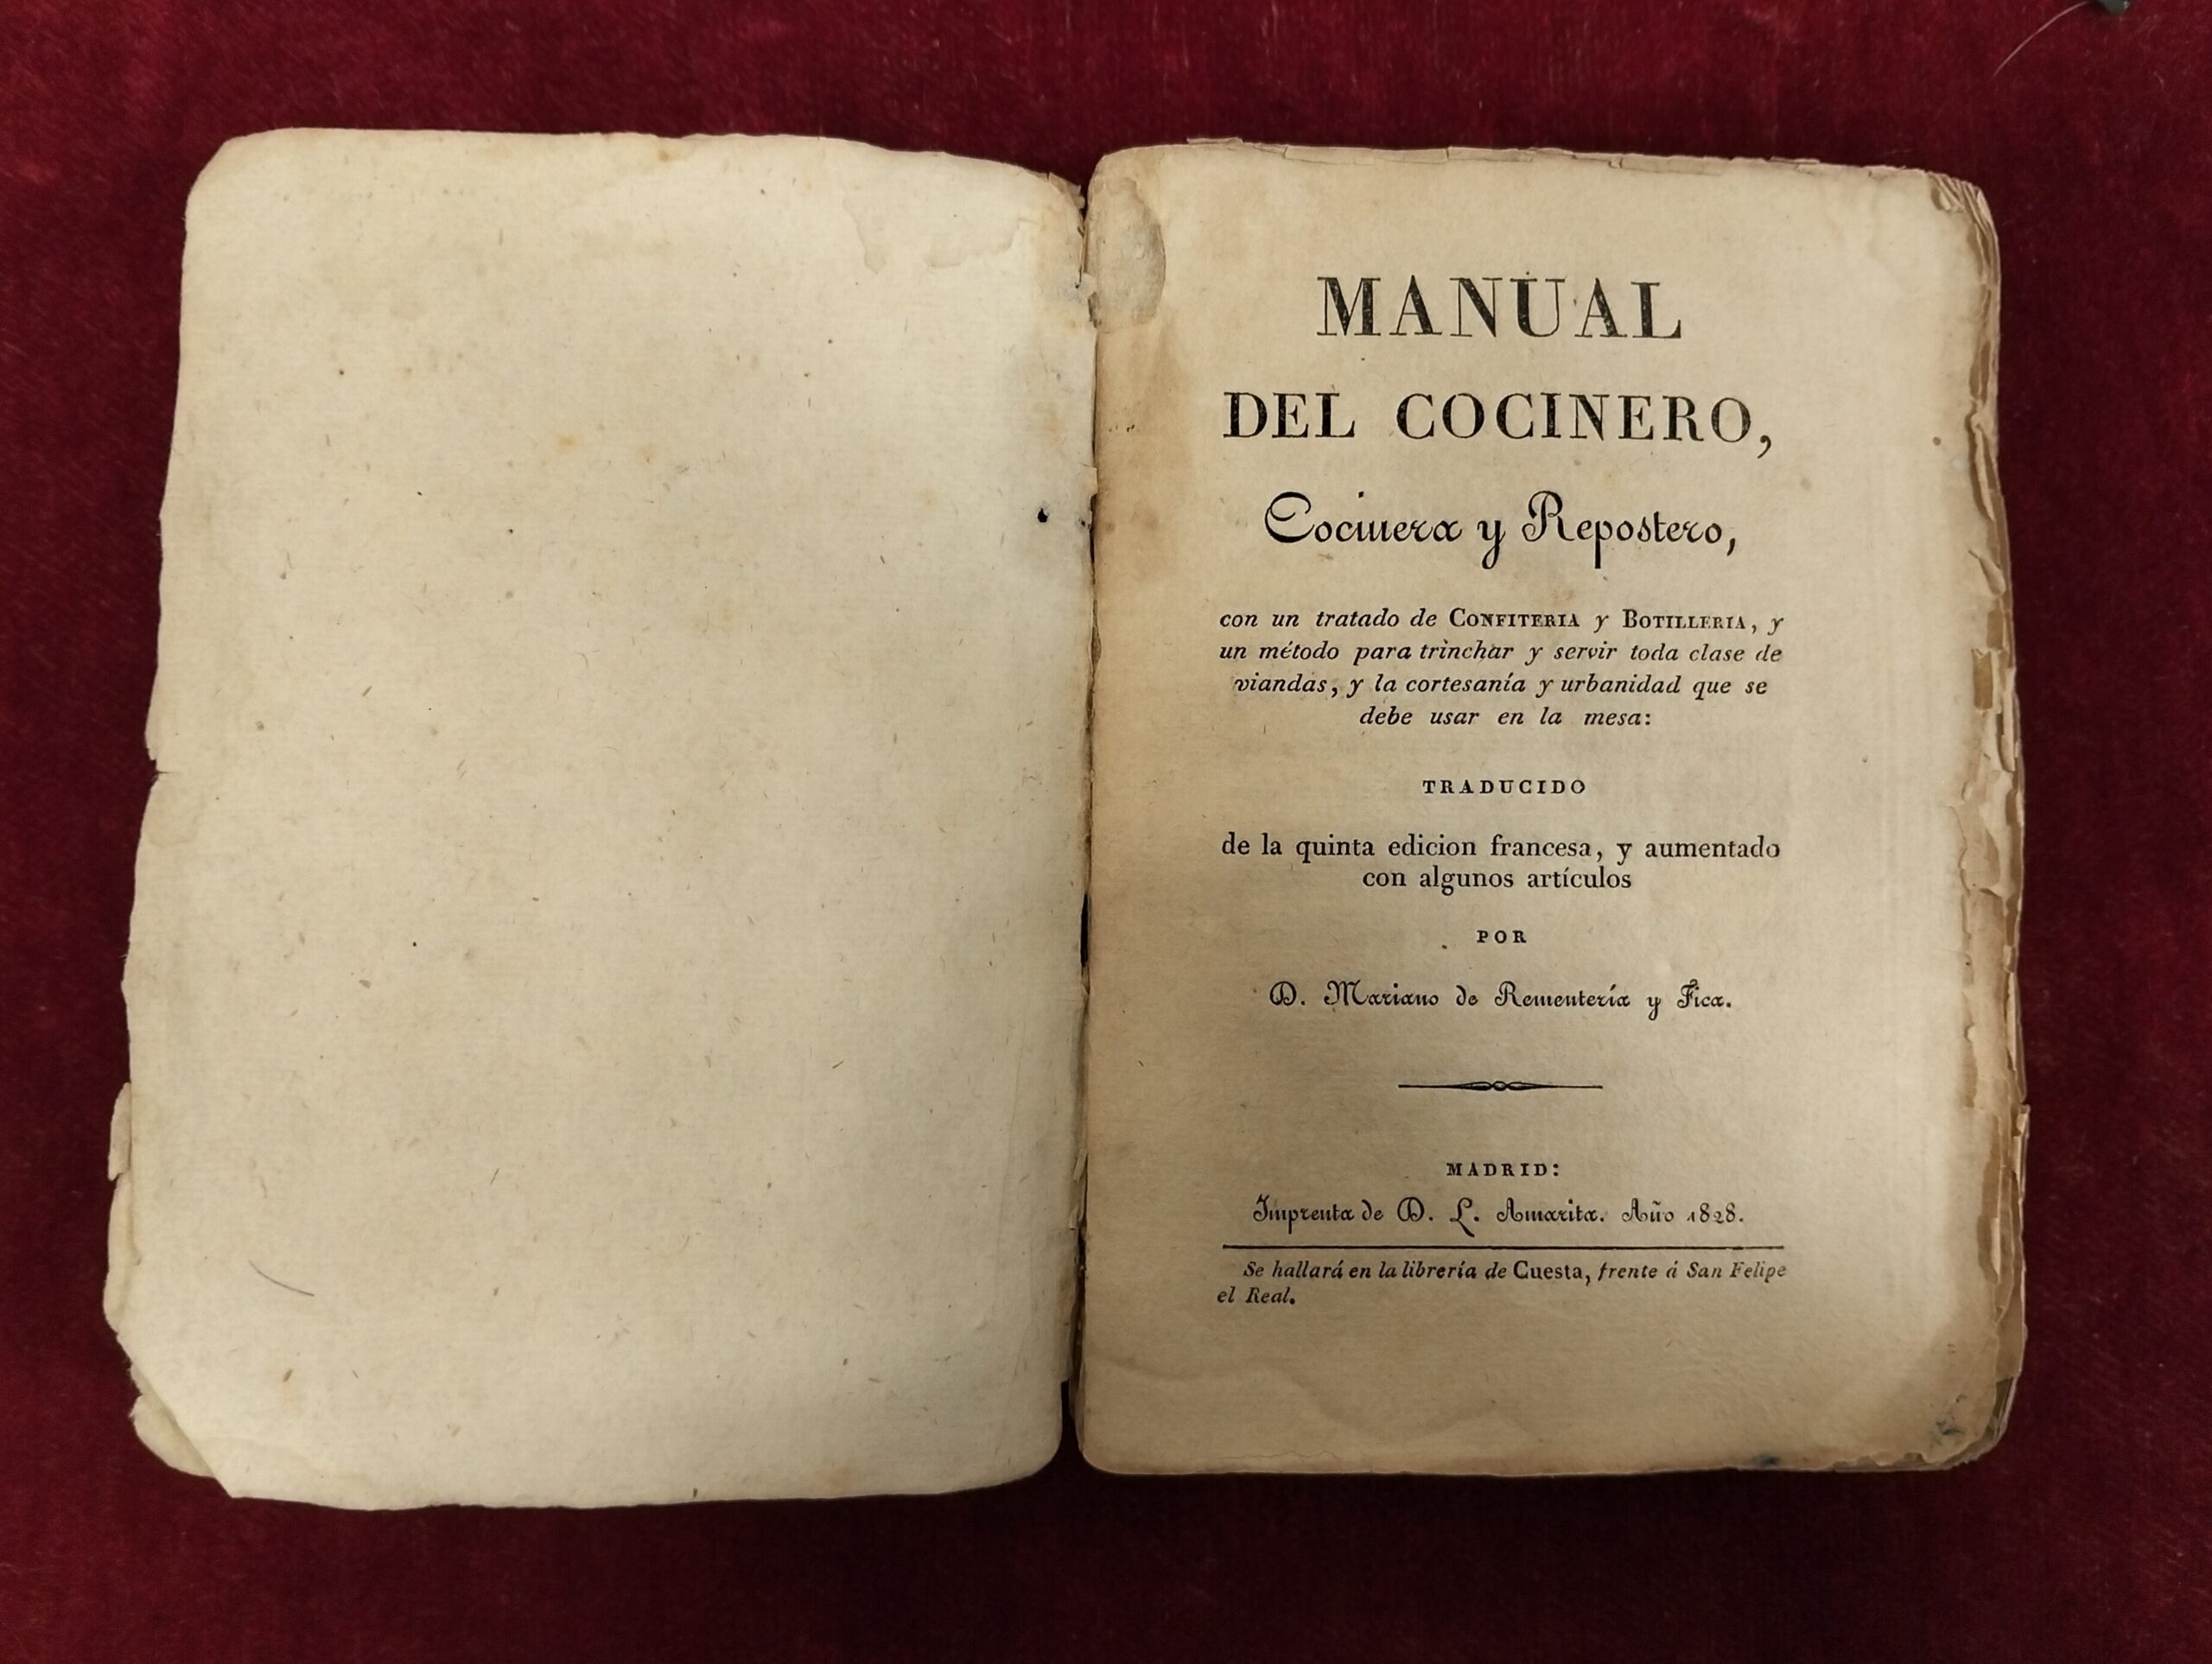 MANUAL
DEL COCINERO,
Cocinera y Repostero,
con un tratado de CONFITERIA y BOTILLERIA, y
un método para trinchar y servir toda clase de
viandas, y la cortesanía y urbanidad que se
debe usar en la mesa:
TRADUCIDO
de la quinta edicion francesa, y aumentado
con algunos artículos
POR
D. Mariano de Rementería y Fica.
MADRID:
Imprenta de D. L. Amarita. Año 1828.
Se hallará en la librería de Cuesta, frente á San Felipe
el Real.